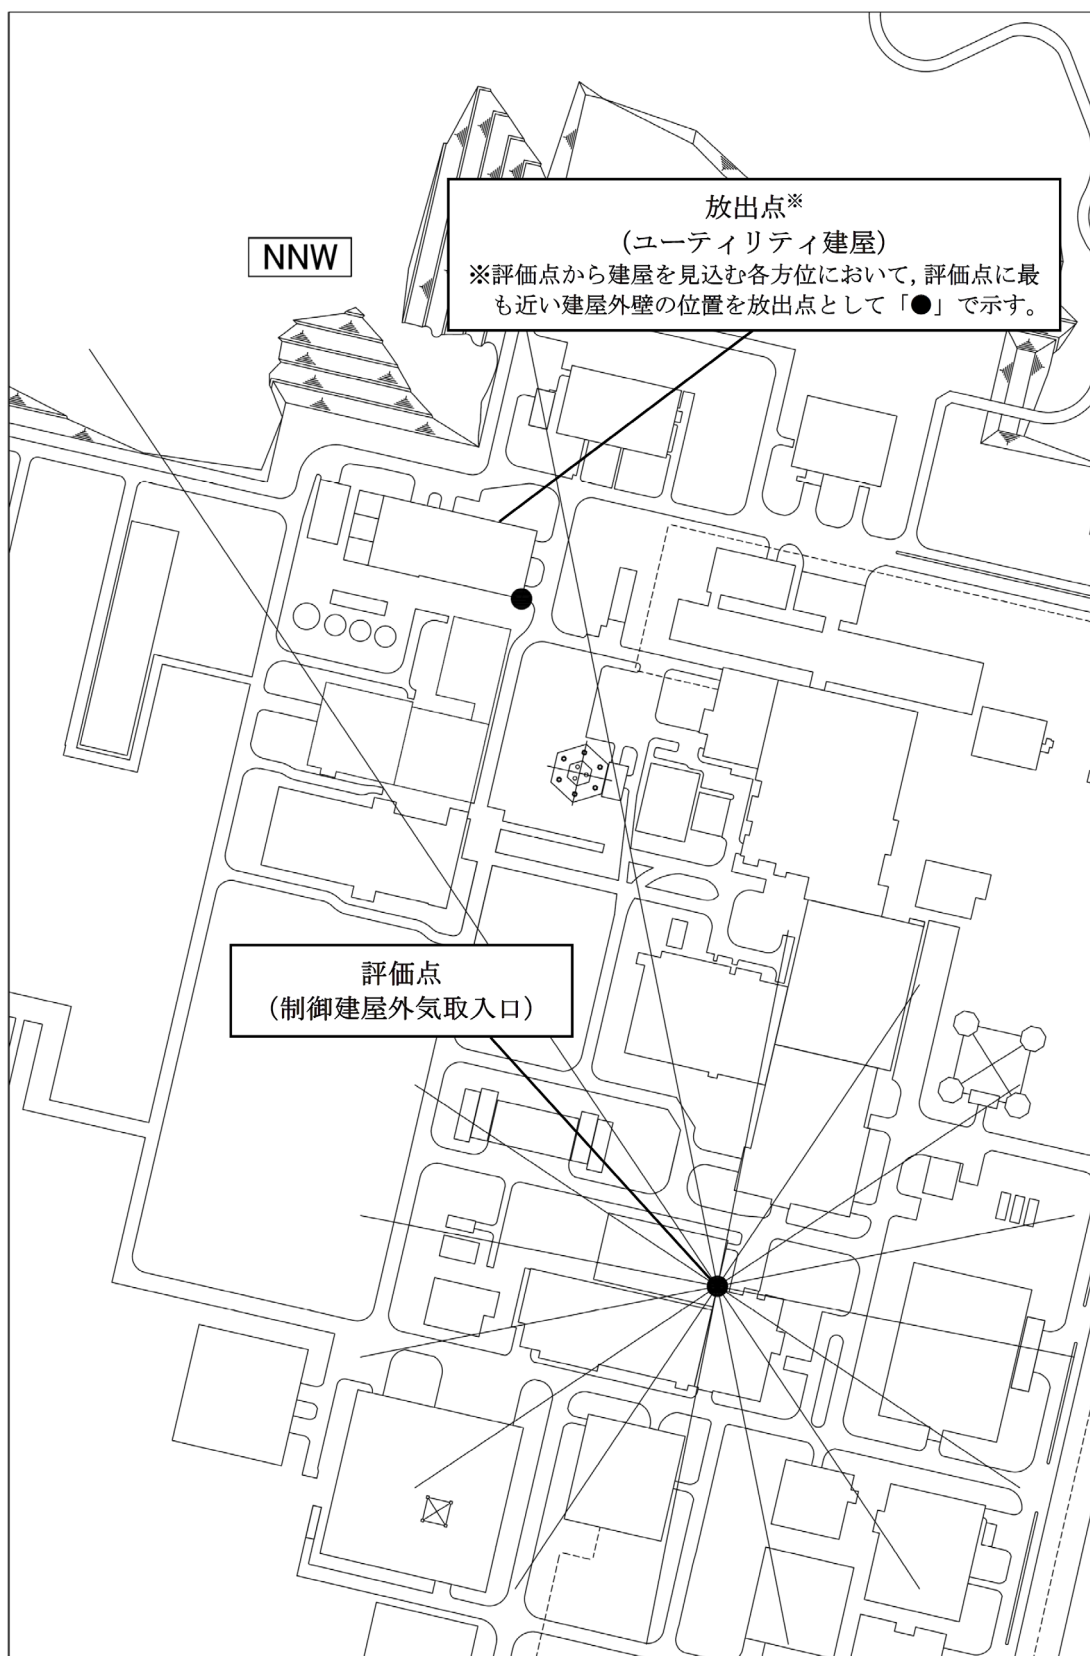 放出点※
(ユーティリティ建屋)
※評価点から建屋を見込む各方位において,評価点に最
も近い建屋外壁の位置を放出点として「●」で示す。
NNW
評価点
(制御建屋外気取入口)